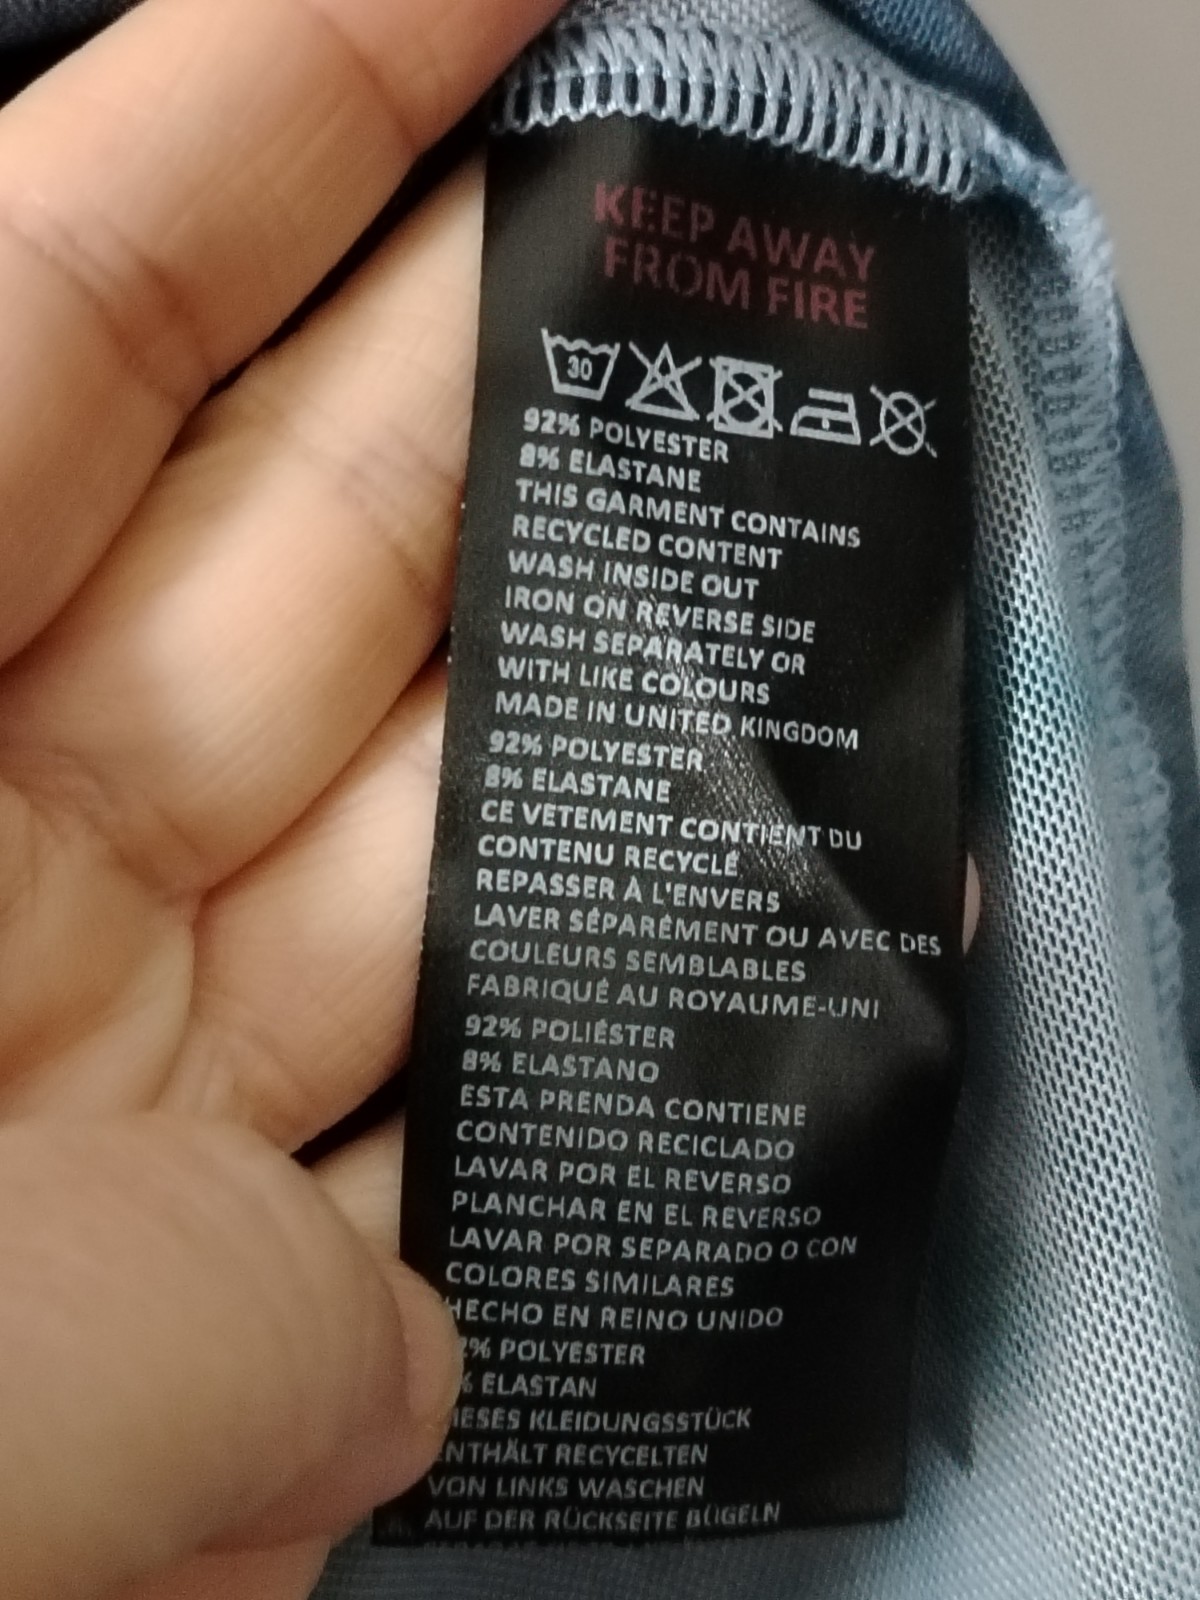 KEEP AWAY
FROM FIRE
30
92% POLYESTER
8% ELASTANE
THIS GARMENT CONTAINS
RECYCLED CONTENT
WASH INSIDE OUT
IRON ON REVERSE SIDE
WASH SEPARATELY OR
WITH LIKE COLOURS
MADE IN UNITED KINGDOM
92% POLYESTER
8% ELASTANE
CE VETEMENT CONTIENT DU
CONTENU RECYCLÉ
REPASSER À L'ENVERS
LAVER SÉPARÉMENT OU AVEC DES
COULEURS SEMBLABLES
FABRIQUÉ AU ROYAUME-UNI
92% POLIÉSTER
8% ELASTANO
ESTA PRENDA CONTIENE
CONTENIDO RECICLADO
LAVAR POR EL REVERSO
PLANCHAR EN EL REVERSO
LAVAR POR SEPARADO O CON
COLORES SIMILARES
HECHO EN REINO UNIDO
2% POLYESTER
% ELASTAN
IESES KLEIDUNGSSTÜCK
ENTHÄLT RECYCELTEN
VON LINKS WASCHEN
AUF DER RÜCKSEITE BÜGELN